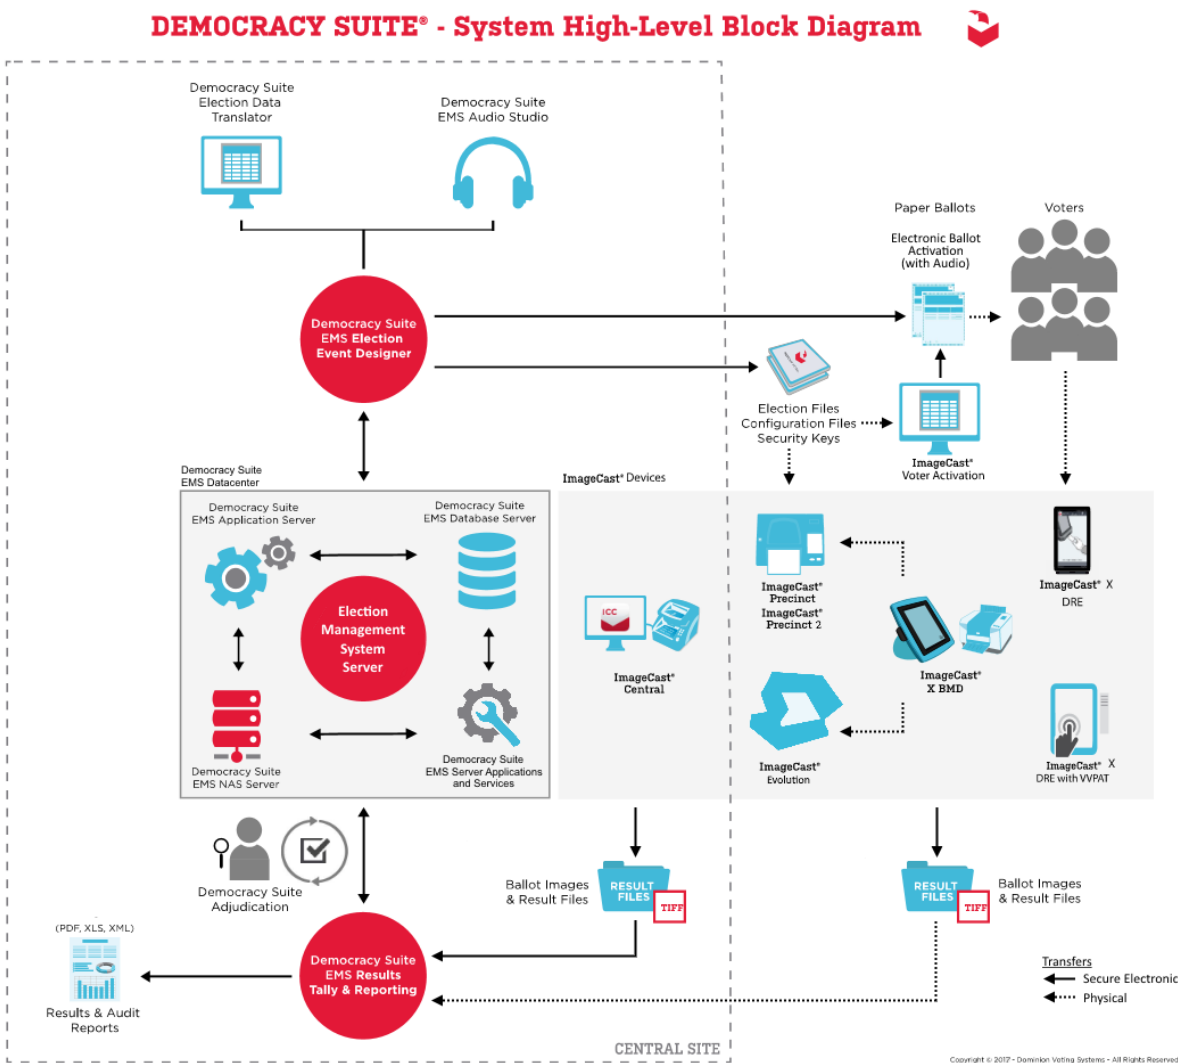 DEMOCRACY SUITE® - System High-Level Block Diagram
Democracy Suite
Election Data
Translator
Democracy Suite
EMS Audio Studio
Paper Ballots
Voters
Electronic Ballot
Activation
(with Audio)
Democracy Suite
EMS Election
Event Designer
Election Files
Configuration Files
Security Keys
ImageCast®
Voter Activation
Democracy Suite
EMS Datacenter
ImageCast® Devices
Democracy Suite
EMS Application Server
Democracy Suite
EMS Database Server
Election
Management
System
Server
Democracy Suite
EMS NAS Server
Democracy Suite
EMS Server Applications
and Services
ICC
ImageCast®
Central
ImageCast®
Precinct
ImageCast®
Precinct 2
ImageCast® X
DRE
ImageCast®
X BMD
ImageCast®
Evolution
ImageCast® X
DRE with VVPAT
Democracy Suite
Adjudication
Ballot Images
& Result Files
RESULT
FILES
TIFF
RESULT
FILES
TIFF
Ballot Images
& Result Files
(PDF, XLS, XML)
Results & Audit
Reports
Democracy Suite
EMS Results
Tally & Reporting
Transfers
Secure Electronic
Physical
CENTRAL SITE
Copyright © 2017 - Dominion Voting Systems - All Rights Reserved